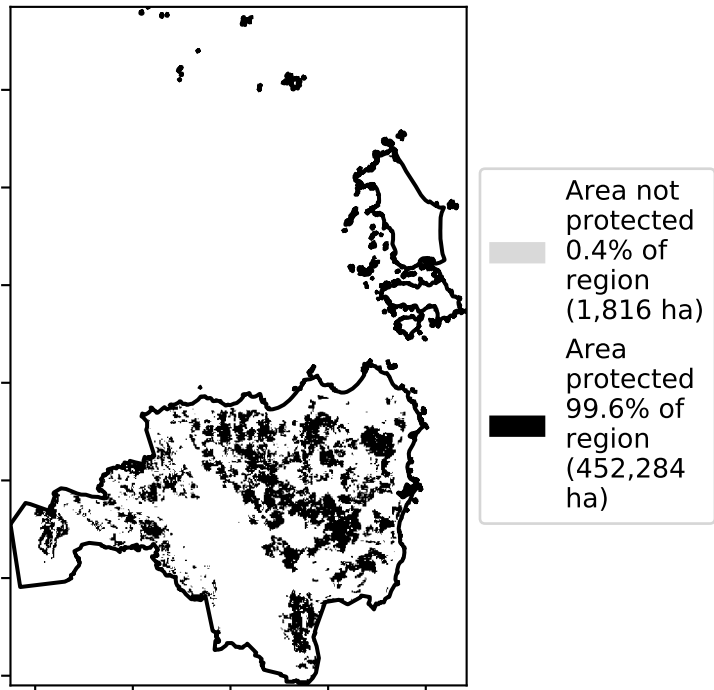 Area not
protected
0.4% of
region
(1,816 ha)
Area
protected
99.6% of
region
(452,284
ha)